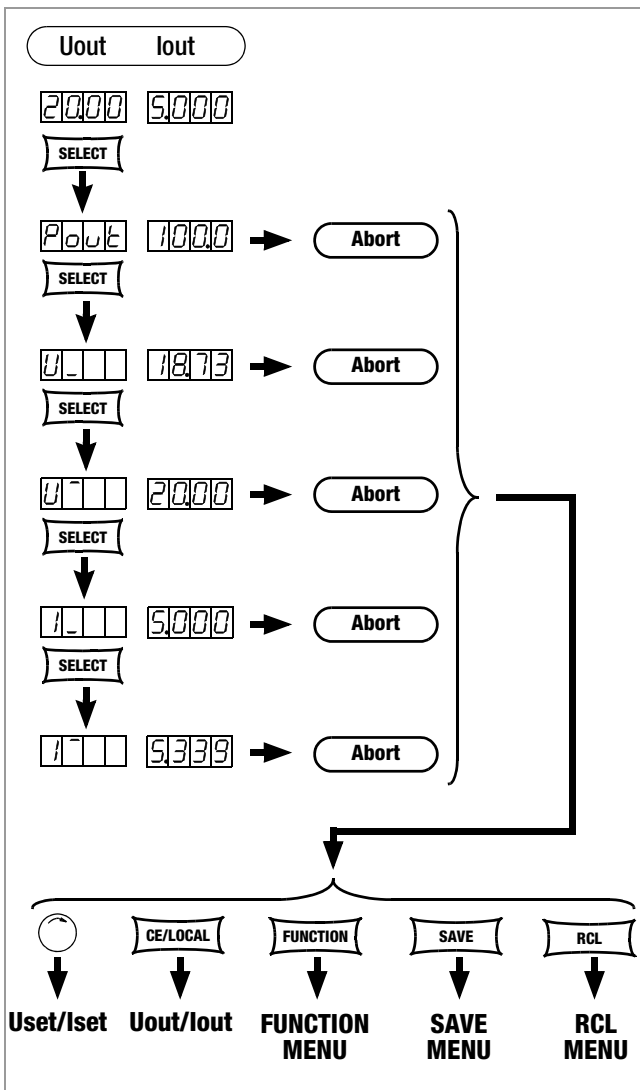 Uout Iout
20.00 5.000
SELECT
Pout 100.0 Abort
SELECT
U_ 18.73 Abort
SELECT
U¯ 20.00 Abort
SELECT
I_ 5.000 Abort
SELECT
I¯ 5.339 Abort
CE/LOCAL FUNCTION SAVE RCL
Uset/Iset Uout/Iout FUNCTION SAVE RCL
MENU MENU MENU